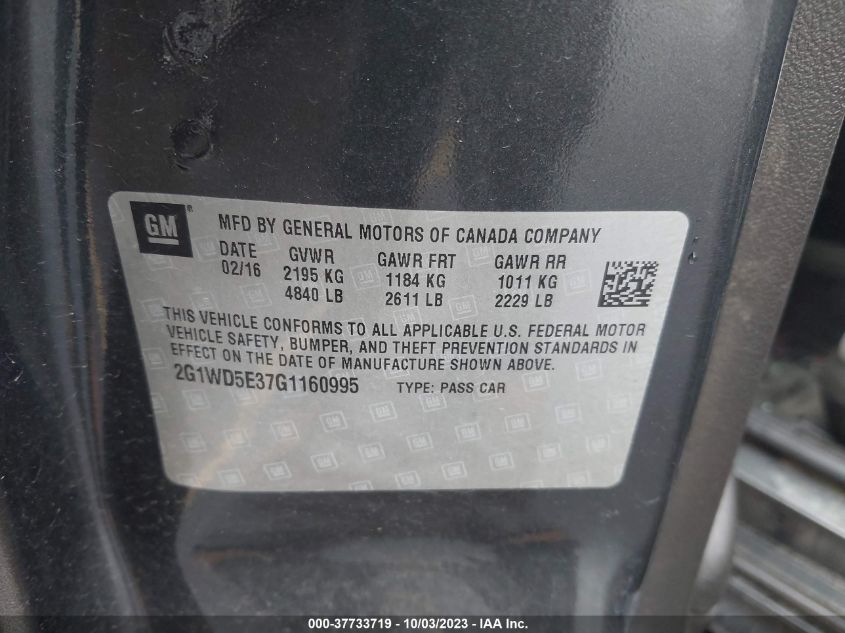 GM ®
MFD BY GENERAL MOTORS OF CANADA COMPANY
DATE GVWR GAWR FRT GAWR RR
02/16 2195 KG 1184 KG 1011 KG
4840 LB 2611 LB 2229 LB
THIS VEHICLE CONFORMS TO ALL APPLICABLE U.S. FEDERAL MOTOR
VEHICLE SAFETY, BUMPER, AND THEFT PREVENTION STANDARDS IN
EFFECT ON THE DATE OF MANUFACTURE SHOWN ABOVE.
2G1WD5E37G1160995 TYPE: PASS CAR
000-37733719 - 10/03/2023 - IAA Inc.